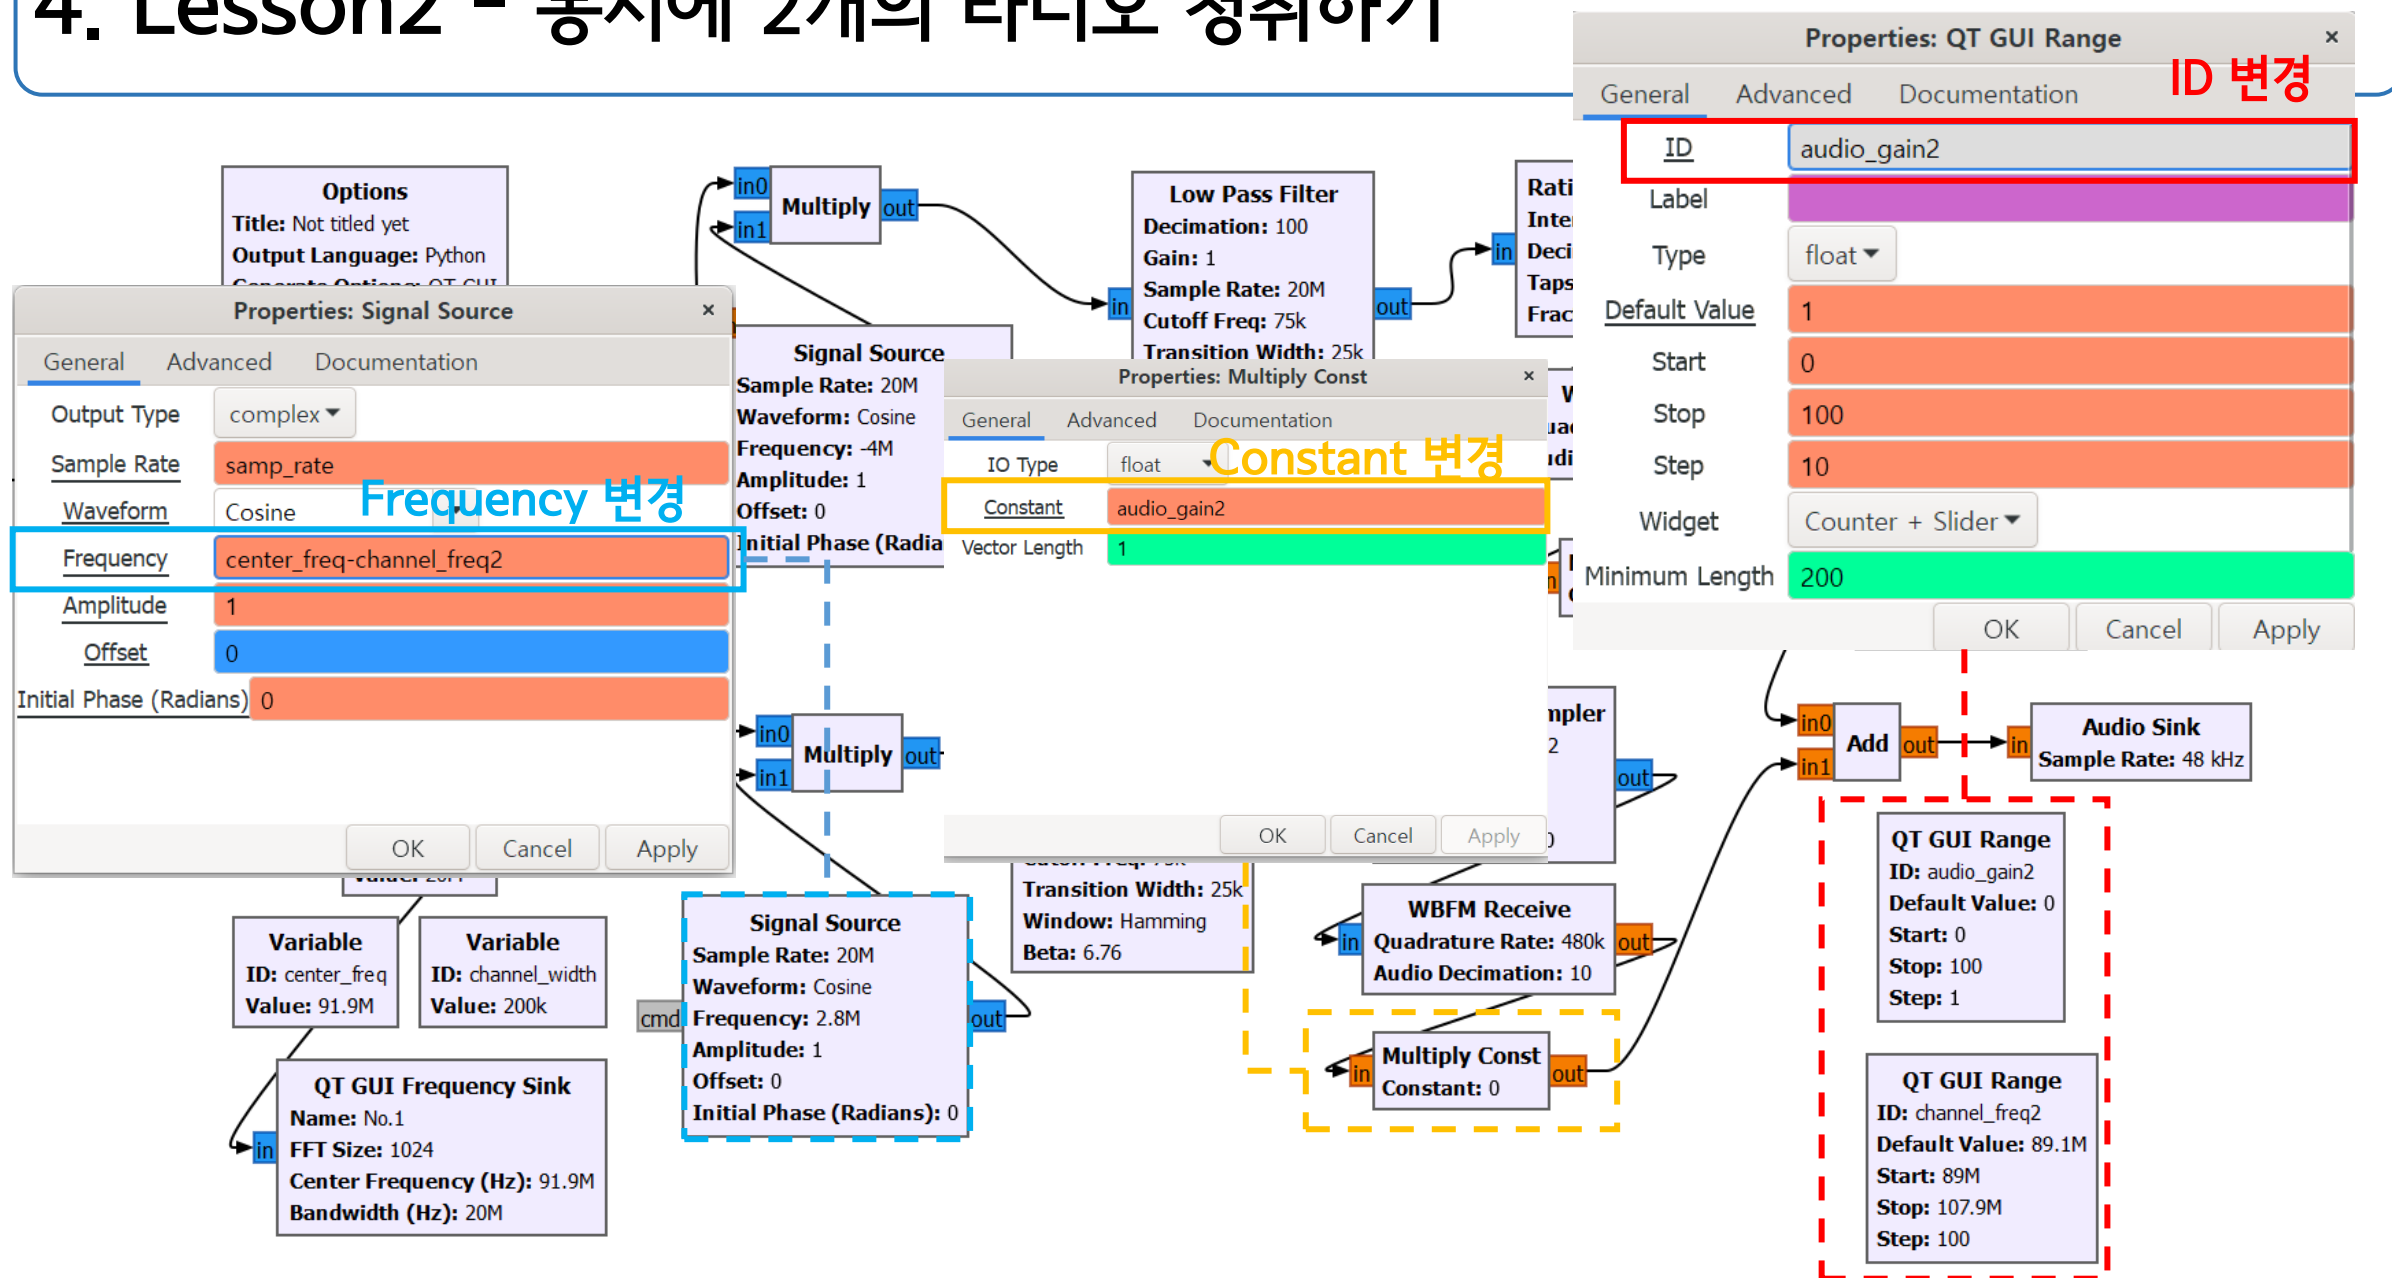 4. Lesson2 - 동시에 2개의 라디오 청취하기
Properties: QT GUI Range
×
ID 변경
General Advanced Documentation
ID audio_gain2
Label
Type float
Default Value 1
Start 0
Stop 100
Step 10
Widget Counter + Slider
Minimum Length 200
OK Cancel Apply
Options
Title: Not titled yet
Output Language: Python
Generate Options: QT GUI
in0
in1
Multiply
out
Low Pass Filter
Decimation: 100
Gain: 1
Sample Rate: 20M
Cutoff Freq: 75k
Transition Width: 25k
in
out
in
Properties: Signal Source
×
General Advanced Documentation
Output Type complex
Sample Rate samp_rate
Frequency 변경
Waveform Cosine
Frequency center_freq-channel_freq2
Amplitude 1
Offset 0
Initial Phase (Radians) 0
OK Cancel Apply
Signal Source
Sample Rate: 20M
Waveform: Cosine
Frequency: -4M
Amplitude: 1
Offset: 0
Initial Phase (Radia
Properties: Multiply Const
×
General Advanced Documentation
Constant 변경
IO Type float
Constant audio_gain2
Vector Length 1
OK Cancel Apply
in0
in1
Multiply
out
mpler
2
out
in0
in1
Add
out
in
Audio Sink
Sample Rate: 48 kHz
Variable
ID: center_freq
Value: 91.9M
Variable
ID: channel_width
Value: 200k
QT GUI Frequency Sink
Name: No.1
FFT Size: 1024
Center Frequency (Hz): 91.9M
Bandwidth (Hz): 20M
in
Signal Source
Sample Rate: 20M
Waveform: Cosine
Frequency: 2.8M
Amplitude: 1
Offset: 0
Initial Phase (Radians): 0
cmd
out
Transition Width: 25k
Window: Hamming
Beta: 6.76
WBFM Receive
Quadrature Rate: 480k
Audio Decimation: 10
in
out
Multiply Const
Constant: 0
in
out
QT GUI Range
ID: audio_gain2
Default Value: 0
Start: 0
Stop: 100
Step: 1
QT GUI Range
ID: channel_freq2
Default Value: 89.1M
Start: 89M
Stop: 107.9M
Step: 100